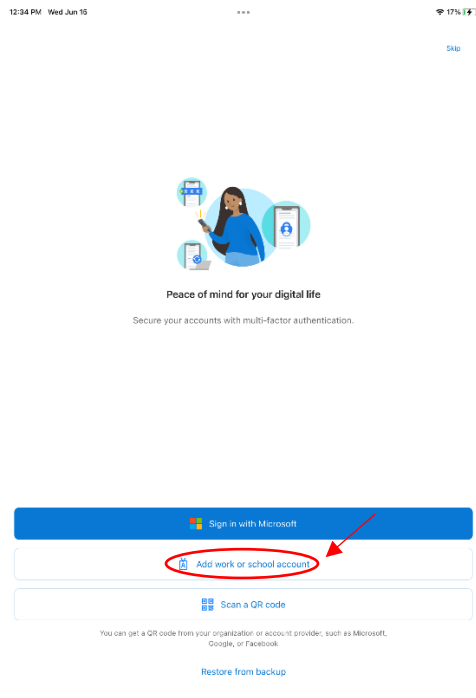 12:34 PM Wed Jun 16
17%
Skip
Peace of mind for your digital life
Secure your accounts with multi-factor authentication.
Sign in with Microsoft
Add work or school account
Scan a QR code
You can get a QR code from your organization or account provider, such as Microsoft,
Google, or Facebook
Restore from backup